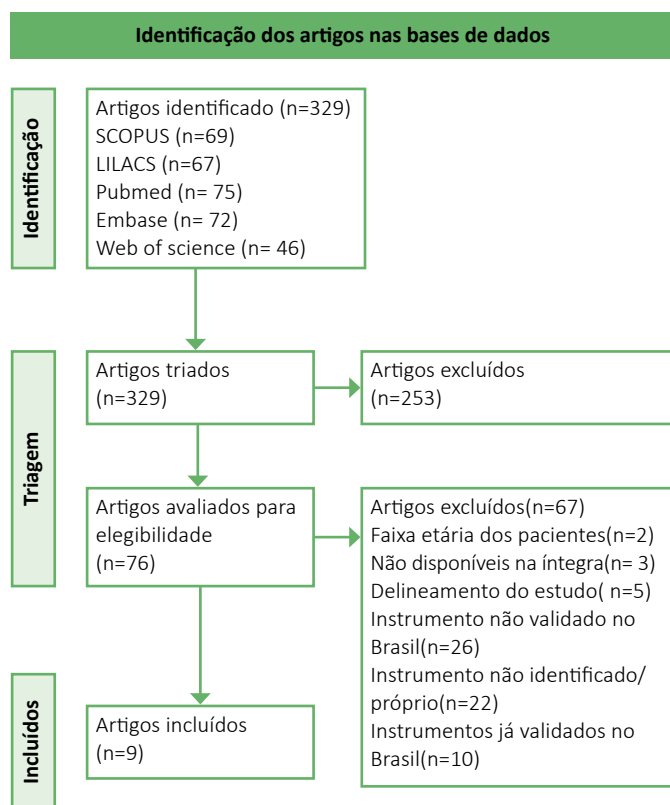 Identificação dos artigos nas bases de dados
Identificação
Artigos identificado (n=329)
SCOPUS (n=69)
LILACS (n=67)
Pubmed (n= 75)
Embase (n= 72)
Web of science (n= 46)
Triagem
Artigos triados
(n=329)
Artigos excluídos
(n=253)
Artigos avaliados para
elegibilidade
(n=76)
Artigos excluídos(n=67)
Faixa etária dos pacientes(n=2)
Não disponíveis na íntegra(n= 3)
Delineamento do estudo( n=5)
Instrumento não validado no
Brasil(n=26)
Instrumento não identificado/
próprio(n=22)
Instrumentos já validados no
Brasil(n=10)
Incluídos
Artigos incluídos
(n=9)